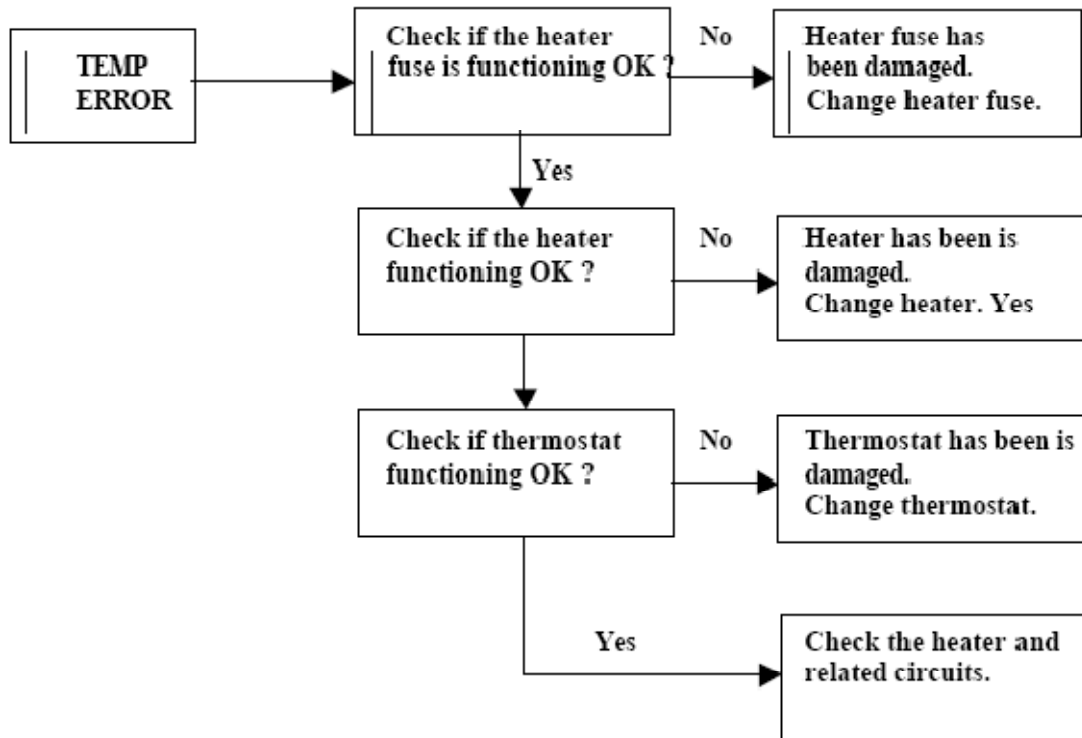 TEMP
ERROR
Check if the heater
fuse is functioning OK ?
No
Heater fuse has
been damaged.
Change heater fuse.
Yes
Check if the heater
functioning OK ?
No
Heater has been is
damaged.
Change heater. Yes
Check if thermostat
functioning OK ?
No
Thermostat has been is
damaged.
Change thermostat.
Yes
Check the heater and
related circuits.